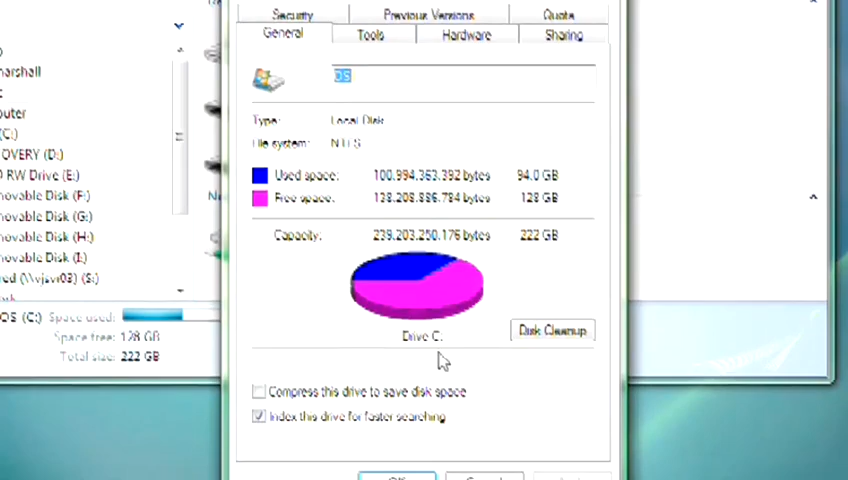 Security Previous Versions Quota
General Tools Hardware Sharing
OS
Type: Local Disk
File system: NTFS
Used space: 100,994,363,392 bytes 94.0 GB
Free space: 138,208,886,784 bytes 128 GB
Capacity: 239,203,250,176 bytes 222 GB
Drive C:
Disk Cleanup
Compress this drive to save disk space
Index this drive for faster searching
marshall
puter
(C:)
OVERY (D:)
D RW Drive (E:)
movable Disk (F:)
movable Disk (G:)
movable Disk (H:)
movable Disk (I:)
red (\\vjsvr03) (S:)
OS (C:) Space used:
Space free: 128 GB
Total size: 222 GB